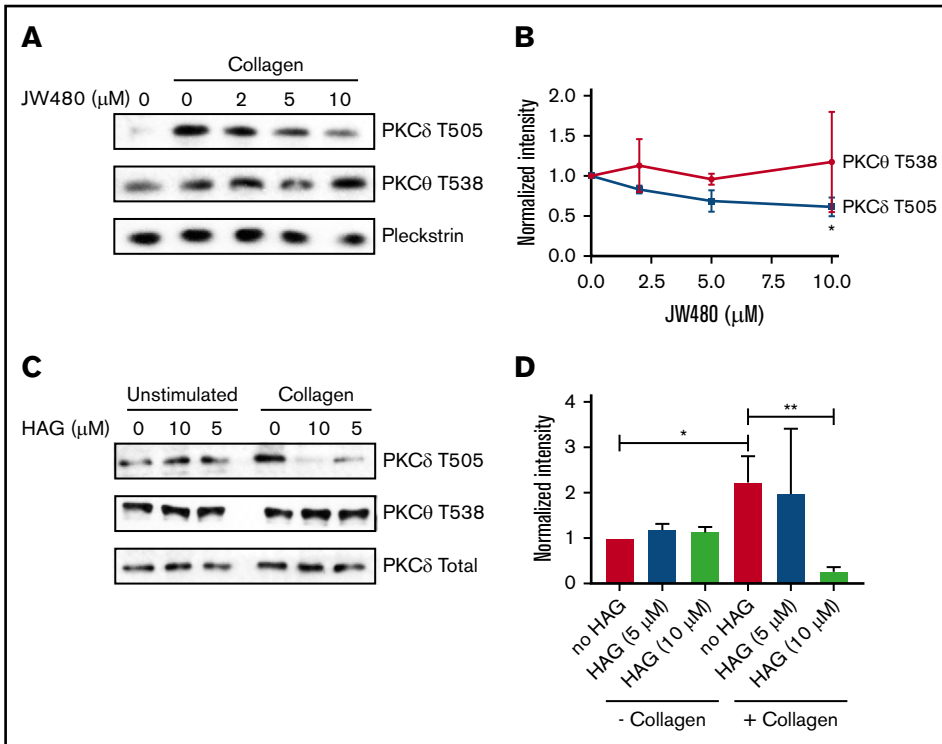 A
Collagen
JW480 (μM) 0 0 2 5 10
PKCδ T505
PKCθ T538
Pleckstrin
B
Normalized intensity
2.0
1.5
1.0
0.5
0.0
0.0 2.5 5.0 7.5 10.0
JW480 (μM)
PKCθ T538
PKCδ T505
*
C
Unstimulated Collagen
HAG (μM) 0 10 5 0 10 5
PKCδ T505
PKCθ T538
PKCδ Total
D
Normalized intensity
4
3
2
1
0
* **
no HAG HAG (5 μM) HAG (10 μM) no HAG HAG (5 μM) HAG (10 μM)
- Collagen + Collagen